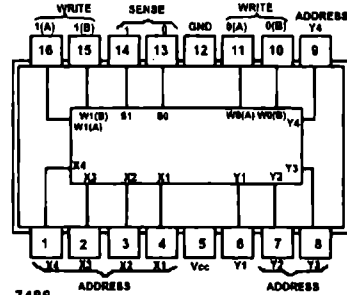 WRITE SENSE WRITE
1(A) 1(B) 1 0 GND 0(A) 0(B) ADDRESS Y4
16 15 14 13 12 11 10 9
W1(A) W1(B) S1 S0 W0(A) W0(B) Y4
X4 Y3
X3 X2 X1 Y1 Y2
1 2 3 4 5 6 7 8
X4 X3 X2 X1 Vcc Y1 Y2 Y3
ADDRESS ADDRESS